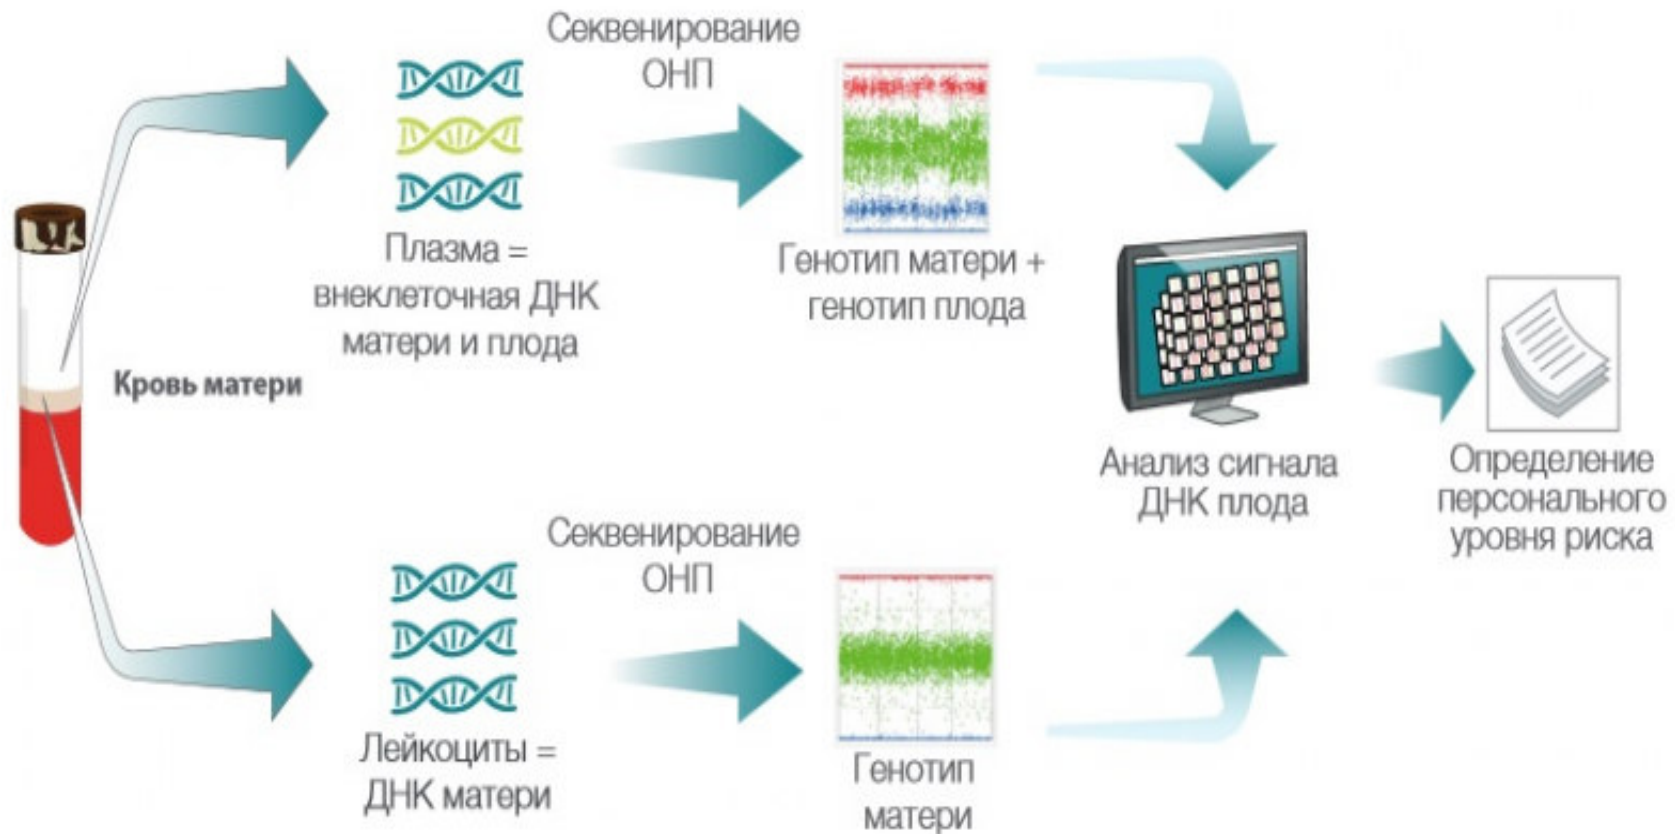 Секвенирование
ОНП
Плазма =
внеклеточная ДНК
матери и плода
Генотип матери +
генотип плода
Кровь матери
Анализ сигнала
ДНК плода
Определение
персонального
уровня риска
Секвенирование
ОНП
Лейкоциты =
ДНК матери
Генотип
матери